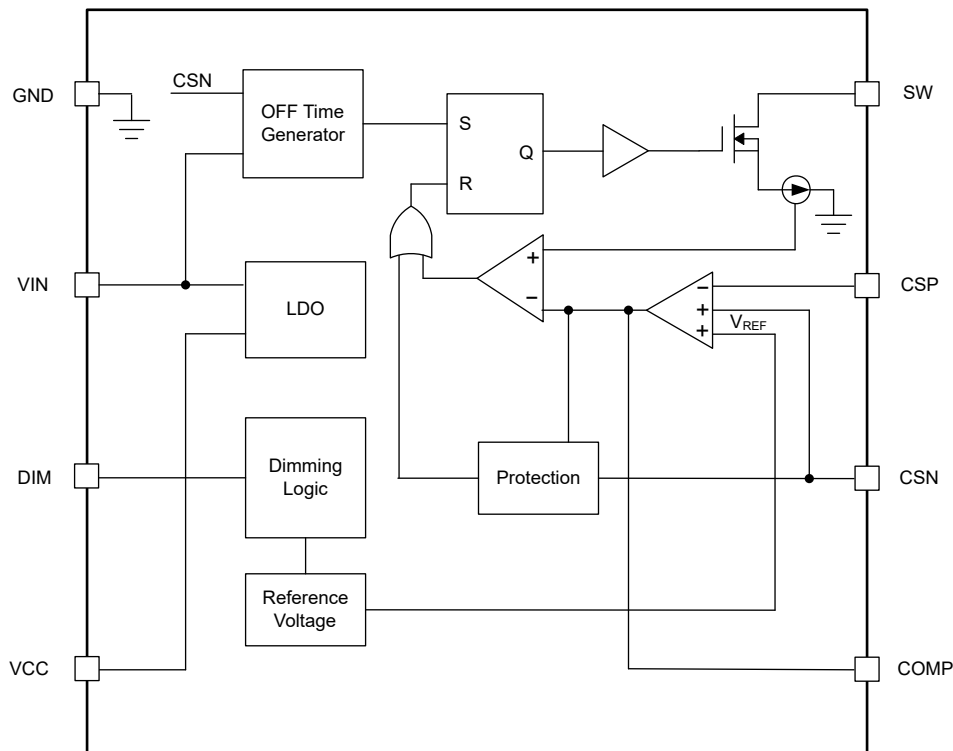 CSN
GND
OFF Time
Generator
SW
S
Q
R
+
−
VIN
LDO
CSP
−
+
+
VREF
DIM
Dimming
Logic
Protection
CSN
Reference
Voltage
VCC
COMP